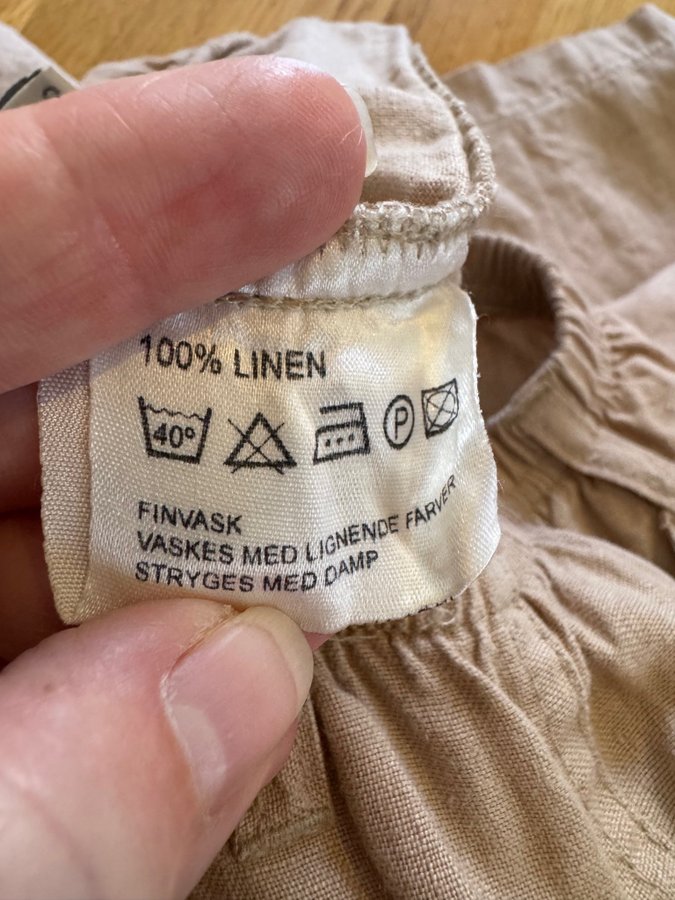 100% LINEN
40°
P
FINVASK
VASKES MED LIGNENDE FARVER
STRYGES MED DAMP